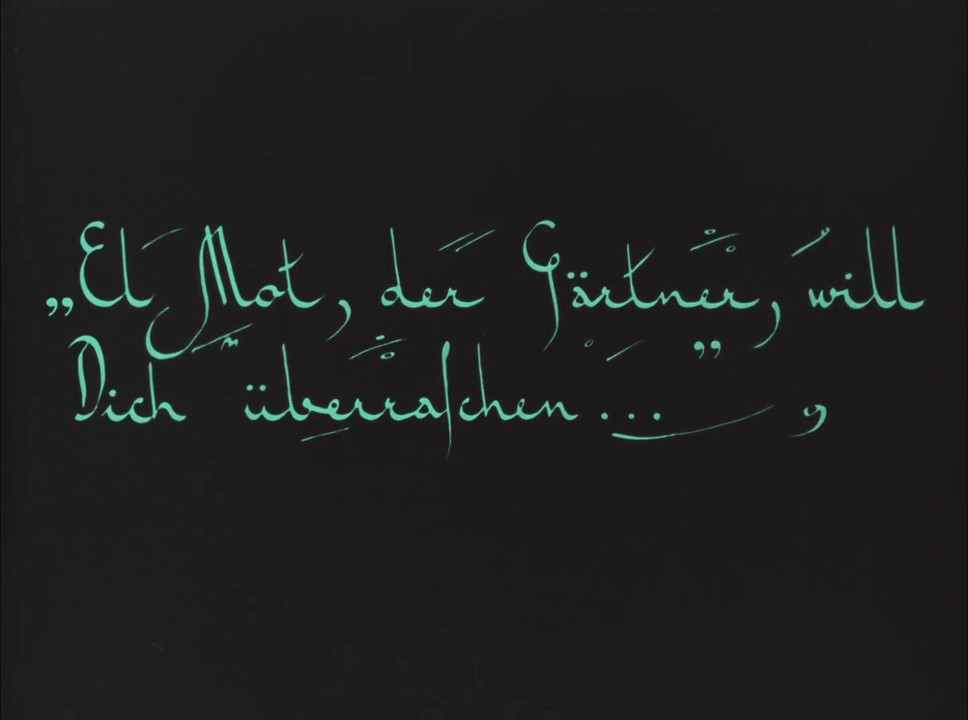 „El Mot, der Gärtner, will
Dich überraſchen...”